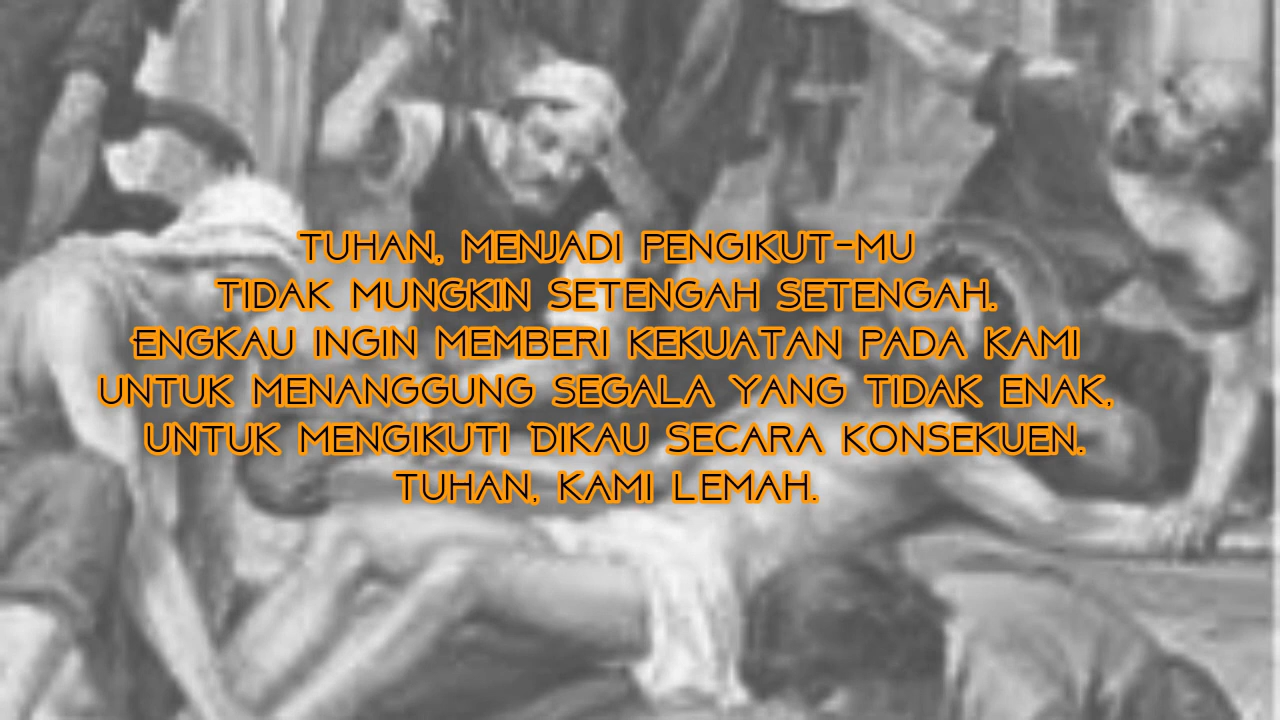 TUHAN, MENJADI PENGIKUT-MU
TIDAK MUNGKIN SETENGAH SETENGAH.
ENGKAU INGIN MEMBERI KEKUATAN PADA KAMI
UNTUK MENANGGUNG SEGALA YANG TIDAK ENAK,
UNTUK MENGIKUTI DIKAU SECARA KONSEKUEN.
TUHAN, KAMI LEMAH.